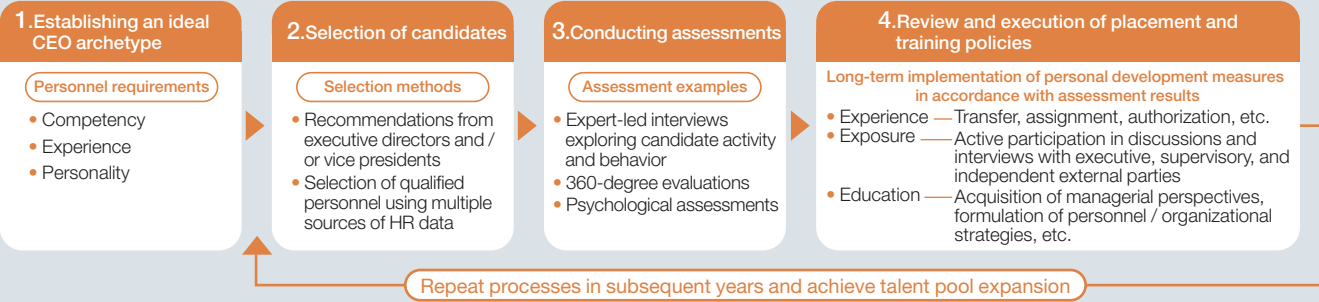 1.Establishing an ideal
CEO archetype
Personnel requirements
• Competency
• Experience
• Personality
2.Selection of candidates
Selection methods
• Recommendations from
executive directors and /
or vice presidents
• Selection of qualified
personnel using multiple
sources of HR data
3.Conducting assessments
Assessment examples
• Expert-led interviews
exploring candidate activity
and behavior
• 360-degree evaluations
• Psychological assessments
4.Review and execution of placement and
training policies
Long-term implementation of personal development measures
in accordance with assessment results
• Experience — Transfer, assignment, authorization, etc.
• Exposure — Active participation in discussions and
interviews with executive, supervisory, and
independent external parties
• Education — Acquisition of managerial perspectives,
formulation of personnel / organizational
strategies, etc.
Repeat processes in subsequent years and achieve talent pool expansion